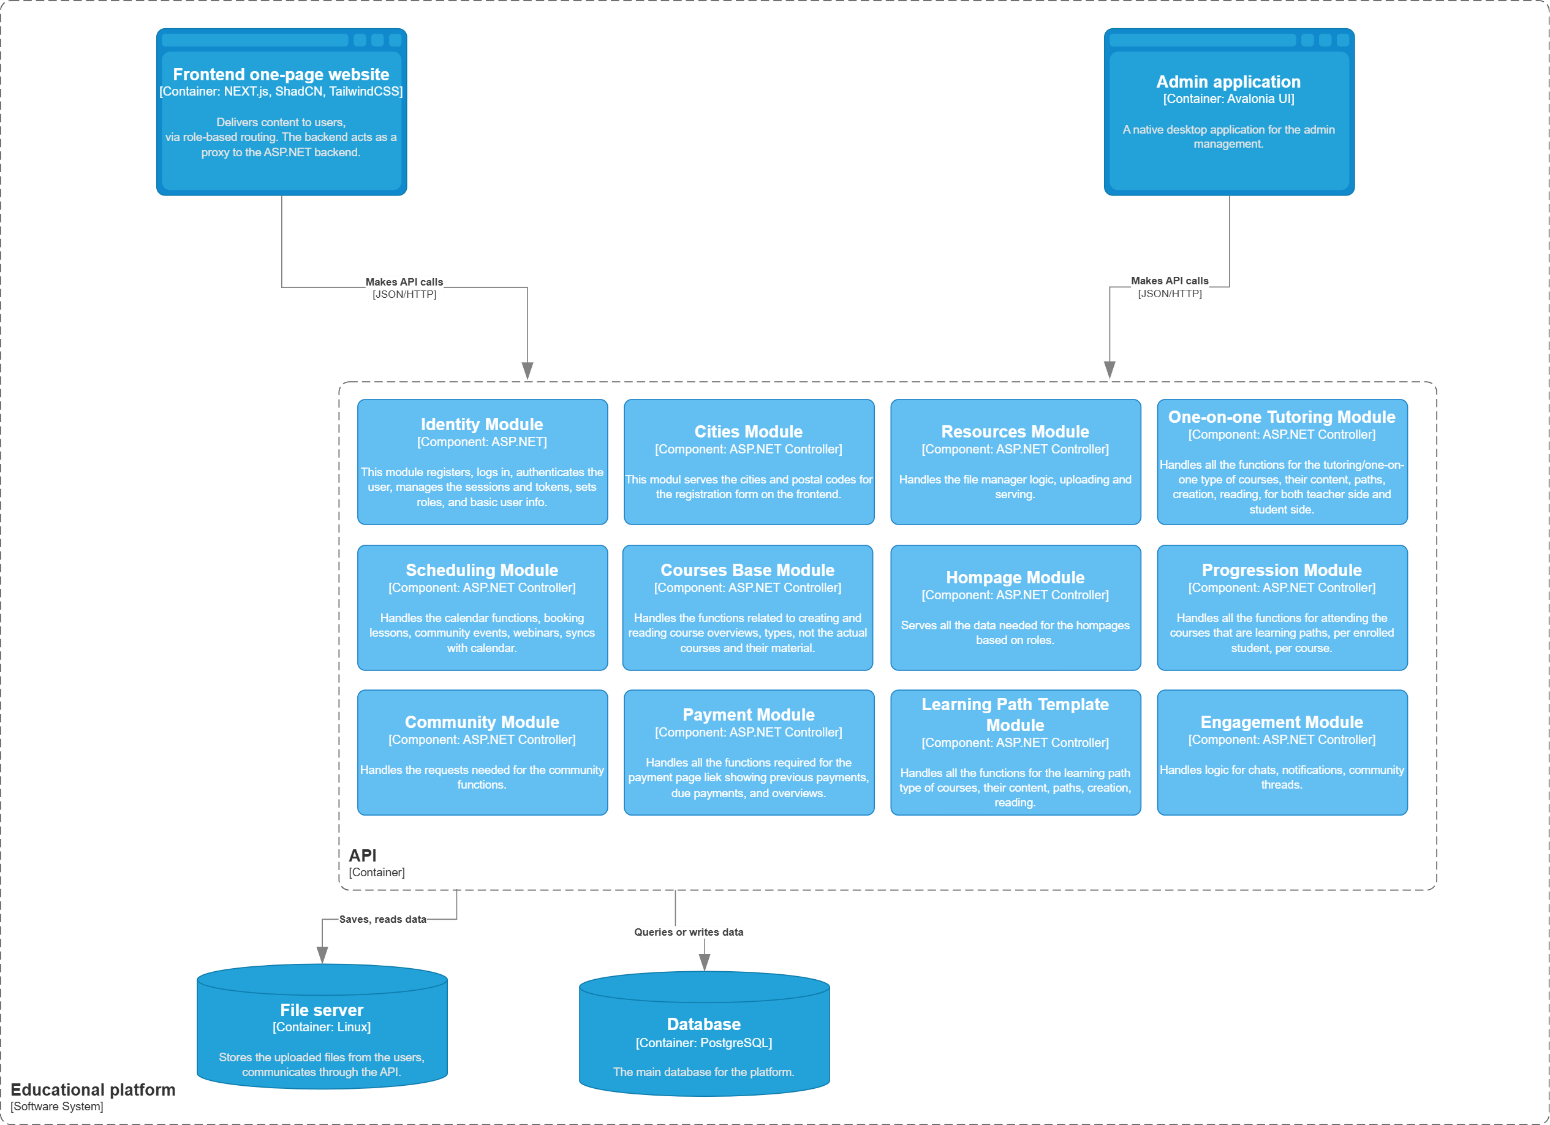 Frontend one-page website
[Container: NEXT.js, ShadCN, TailwindCSS]
Delivers content to users,
via role-based routing. The backend acts as a
proxy to the ASP.NET backend.
Admin application
[Container: Avalonia UI]
A native desktop application for the admin
management.
Makes API calls
[JSON/HTTP]
Makes API calls
[JSON/HTTP]
Identity Module
[Component: ASP.NET]
This module registers, logs in, authenticates the
user, manages the sessions and tokens, sets
roles, and basic user info.
Cities Module
[Component: ASP.NET Controller]
This modul serves the cities and postal codes for
the registration form on the frontend.
Resources Module
[Component: ASP.NET Controller]
Handles the file manager logic, uploading and
serving.
One-on-one Tutoring Module
[Component: ASP.NET Controller]
Handles all the functions for the tutoring/one-on-
one type of courses, their content, paths,
creation, reading, for both teacher side and
student side.
Scheduling Module
[Component: ASP.NET Controller]
Handles the calendar functions, booking
lessons, community events, webinars, syncs
with calendar.
Courses Base Module
[Component: ASP.NET Controller]
Handles the functions related to creating and
reading course overviews, types, not the actual
courses and their material.
Hompage Module
[Component: ASP.NET Controller]
Serves all the data needed for the hompages
based on roles.
Progression Module
[Component: ASP.NET Controller]
Handles all the functions for attending the
courses that are learning paths, per enrolled
student, per course.
Community Module
[Component: ASP.NET Controller]
Handles the requests needed for the community
functions.
Payment Module
[Component: ASP.NET Controller]
Handles all the functions required for the
payment page liek showing previous payments,
due payments, and overviews.
Learning Path Template
Module
[Component: ASP.NET Controller]
Handles all the functions for the learning path
type of courses, their content, paths, creation,
reading.
Engagement Module
[Component: ASP.NET Controller]
Handles logic for chats, notifications, community
threads.
API
[Container]
Saves, reads data
Queries or writes data
File server
[Container: Linux]
Stores the uploaded files from the users,
communicates through the API.
Database
[Container: PostgreSQL]
The main database for the platform.
Educational platform
[Software System]